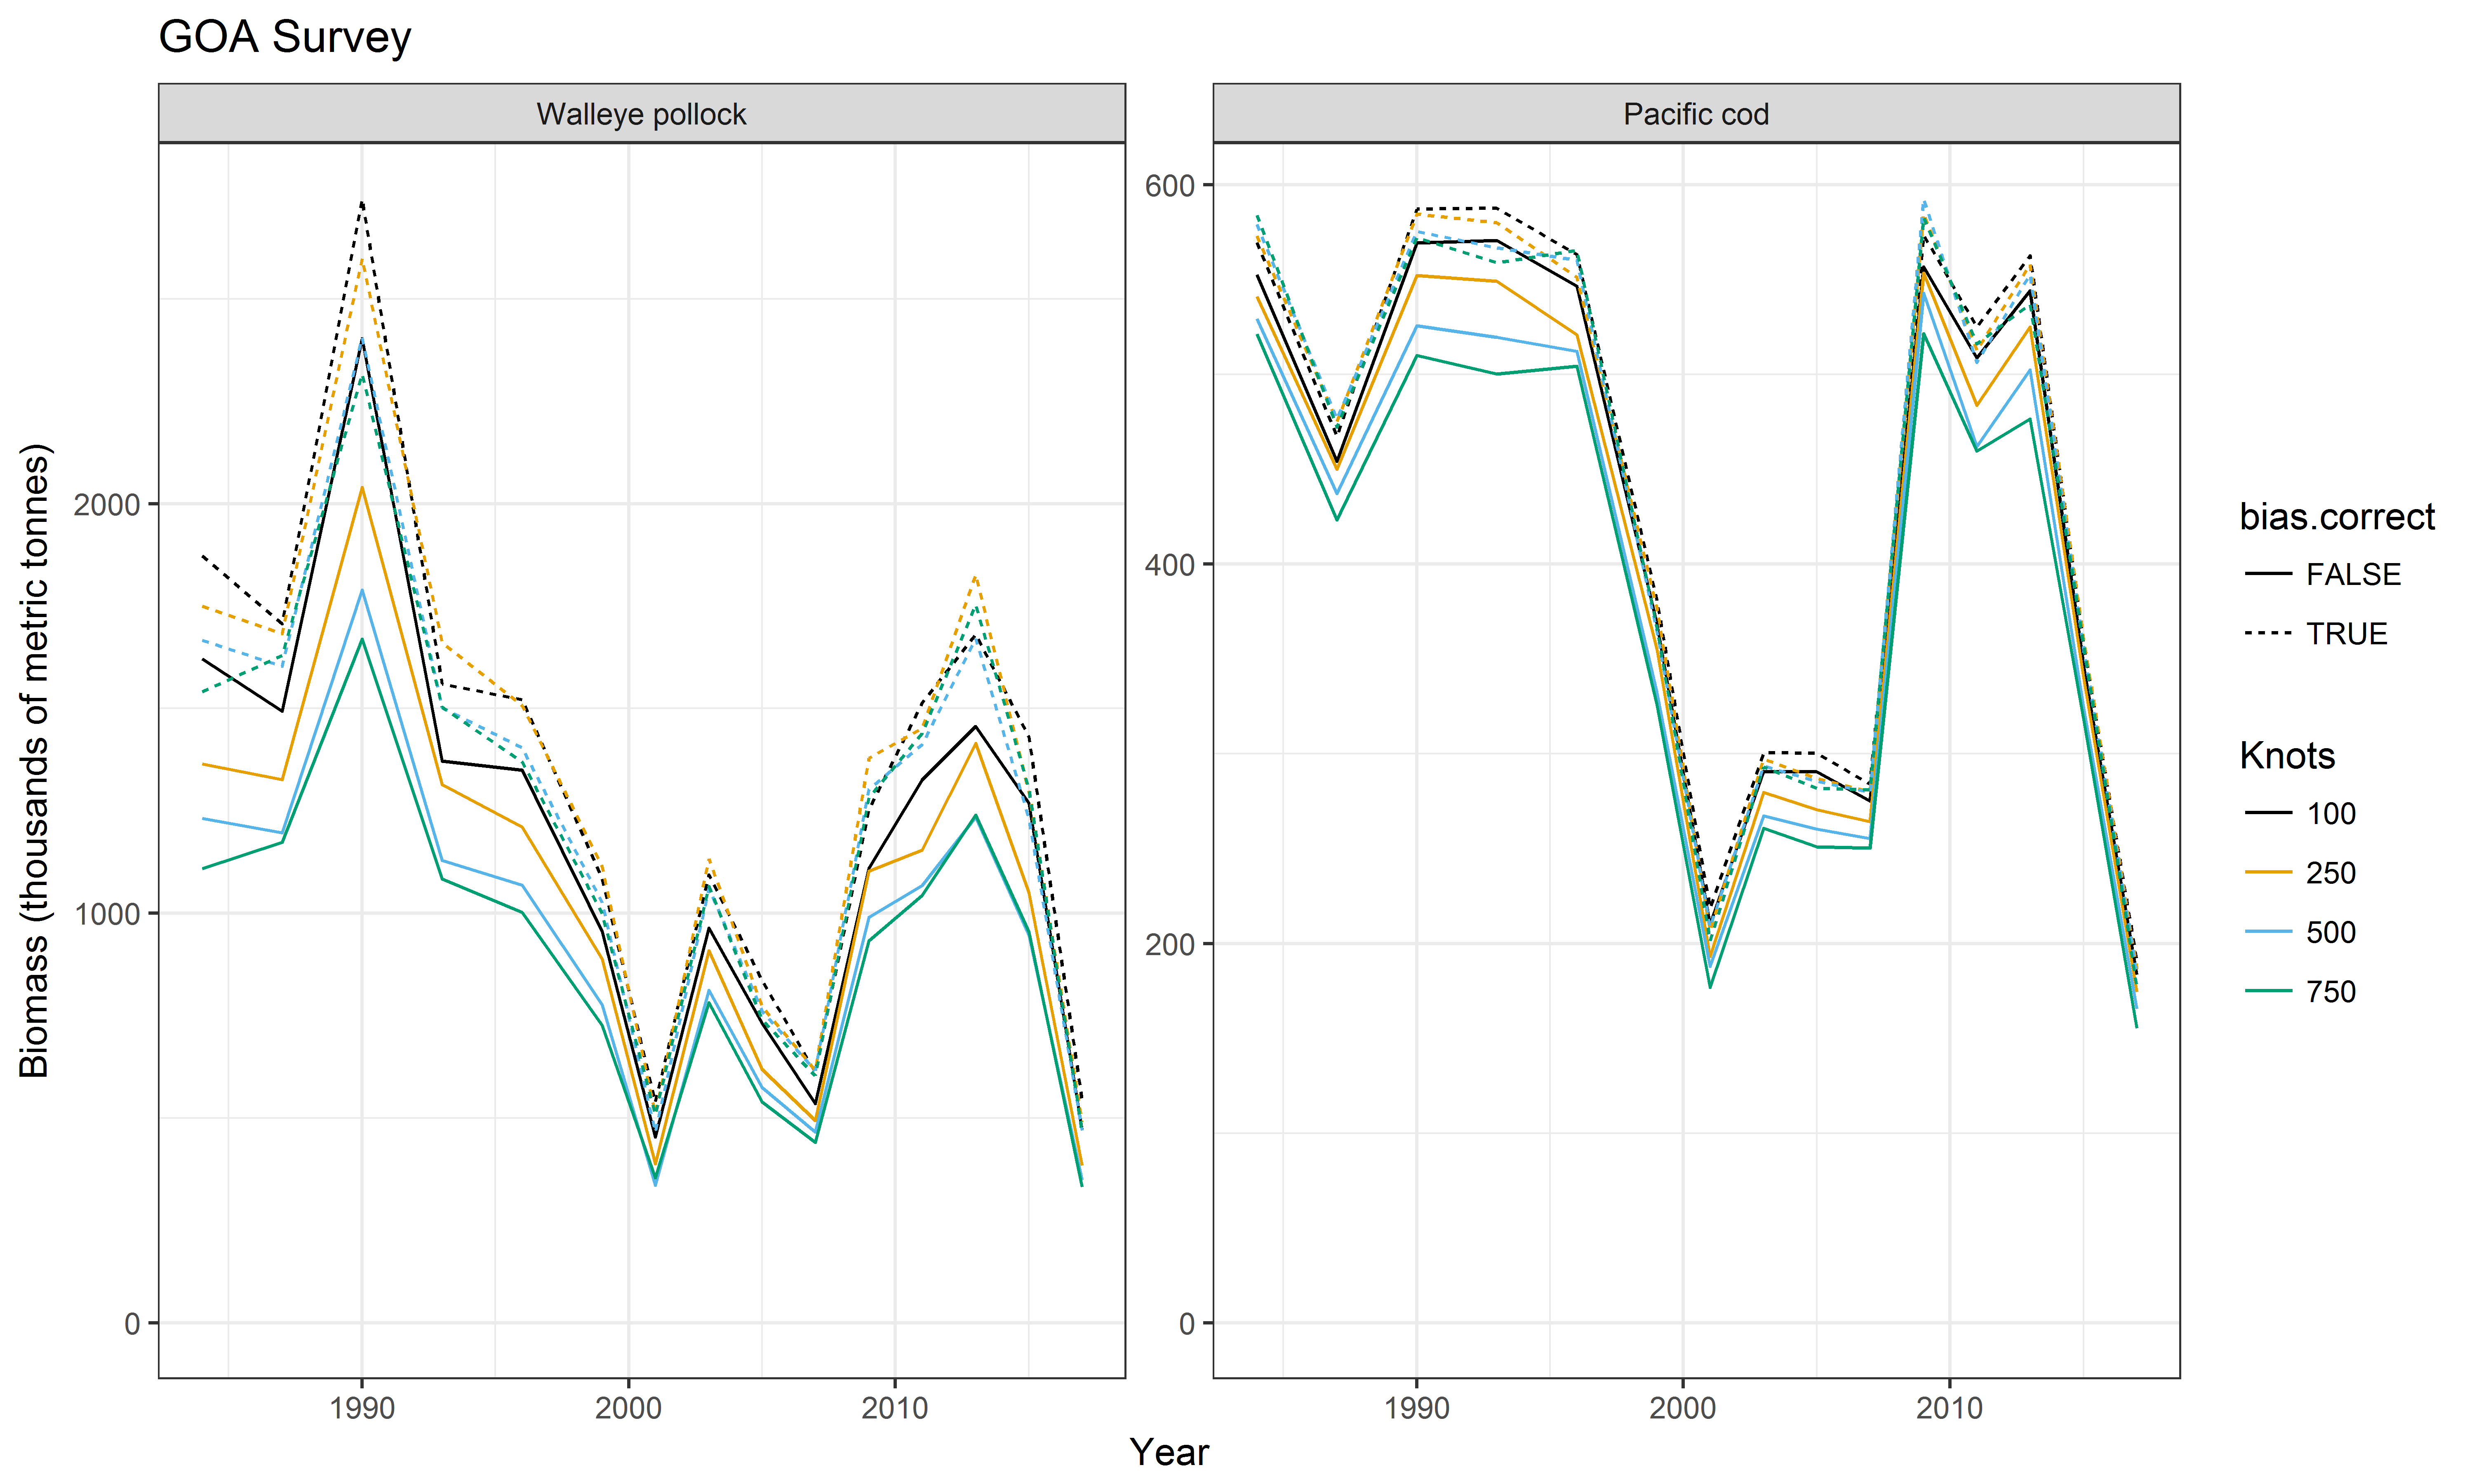 GOA Survey
Walleye pollock
Pacific cod
Biomass (thousands of metric tonnes)
2000
1000
0
600
400
200
0
1990
2000
2010
1990
2000
2010
Year
bias.correct
FALSE
TRUE
Knots
100
250
500
750